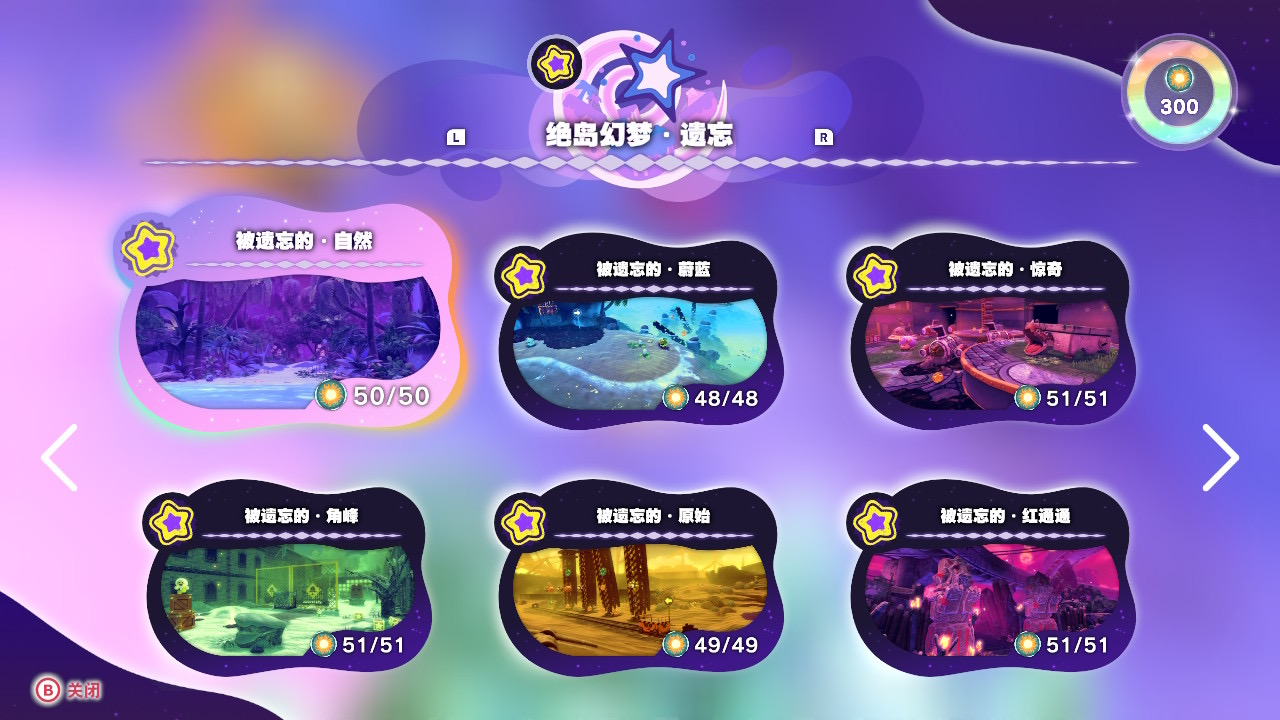 300
L
绝岛幻梦·遗忘
R
被遗忘的·自然
50/50
被遗忘的·蔚蓝
48/48
被遗忘的·惊奇
51/51
被遗忘的·角峰
51/51
被遗忘的·原始
49/49
被遗忘的·红通通
51/51
B 关闭